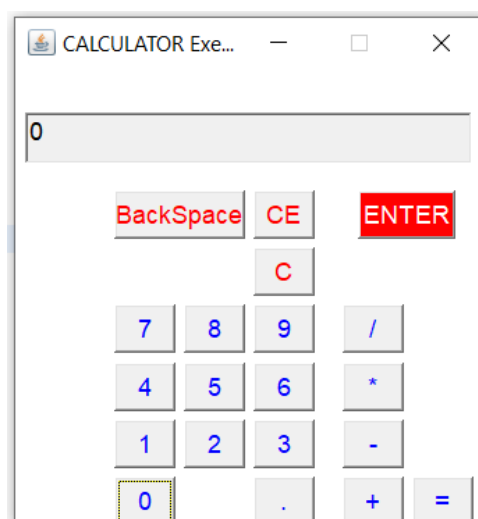 CALCULATOR Exe...
0
BackSpace CE ENTER
C
7 8 9 /
4 5 6 *
1 2 3 -
0 . + =